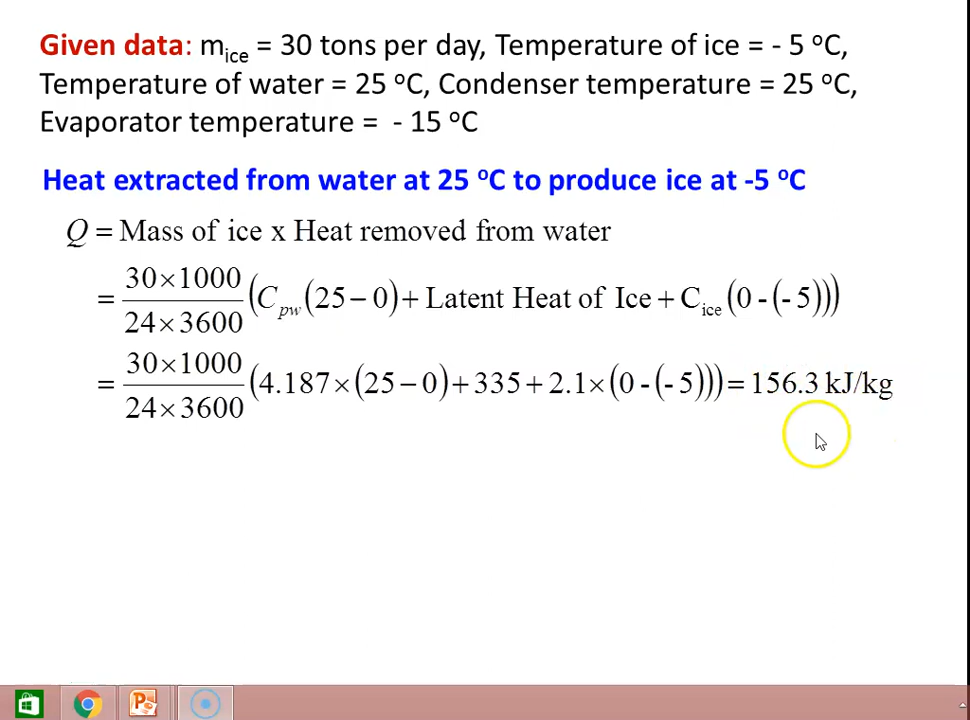 Given data: mice = 30 tons per day, Temperature of ice = - 5 oC,
Temperature of water = 25 oC, Condenser temperature = 25 oC,
Evaporator temperature = - 15 oC
Heat extracted from water at 25 oC to produce ice at -5 oC
Q = Mass of ice x Heat removed from water
= 30×1000 / 24×3600 (Cpw (25 − 0) + Latent Heat of Ice + Cice (0 - (- 5)))
= 30×1000 / 24×3600 (4.187 × (25 − 0) + 335 + 2.1 × (0 - (- 5))) = 156.3 kJ/kg